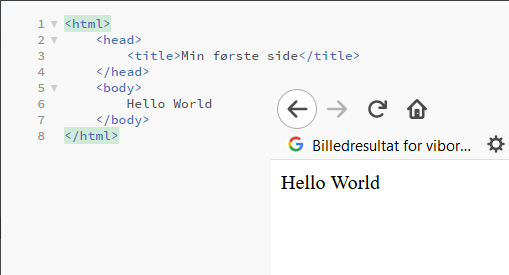 1 <html>
2 <head>
3 <title>Min første side</title>
4 </head>
5 <body>
6 Hello World
7 </body>
8 </html>
Billedresultat for vibor...
Hello World